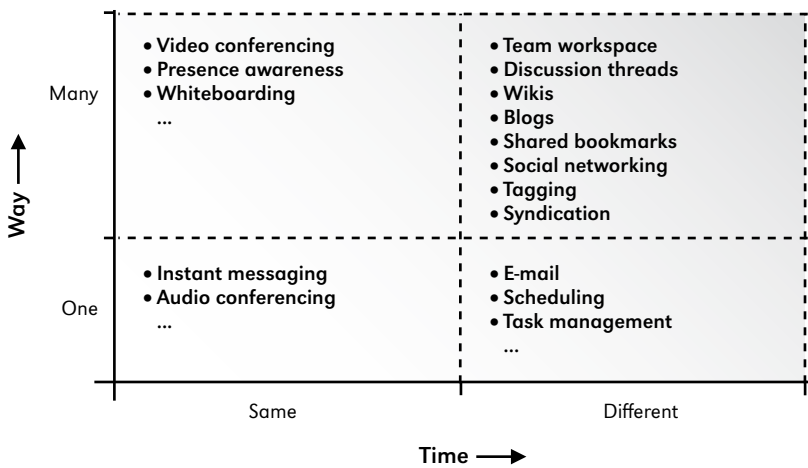 Many
• Video conferencing
• Presence awareness
• Whiteboarding
...
• Team workspace
• Discussion threads
• Wikis
• Blogs
• Shared bookmarks
• Social networking
• Tagging
• Syndication
Way
One
• Instant messaging
• Audio conferencing
...
• E-mail
• Scheduling
• Task management
...
Same
Different
Time